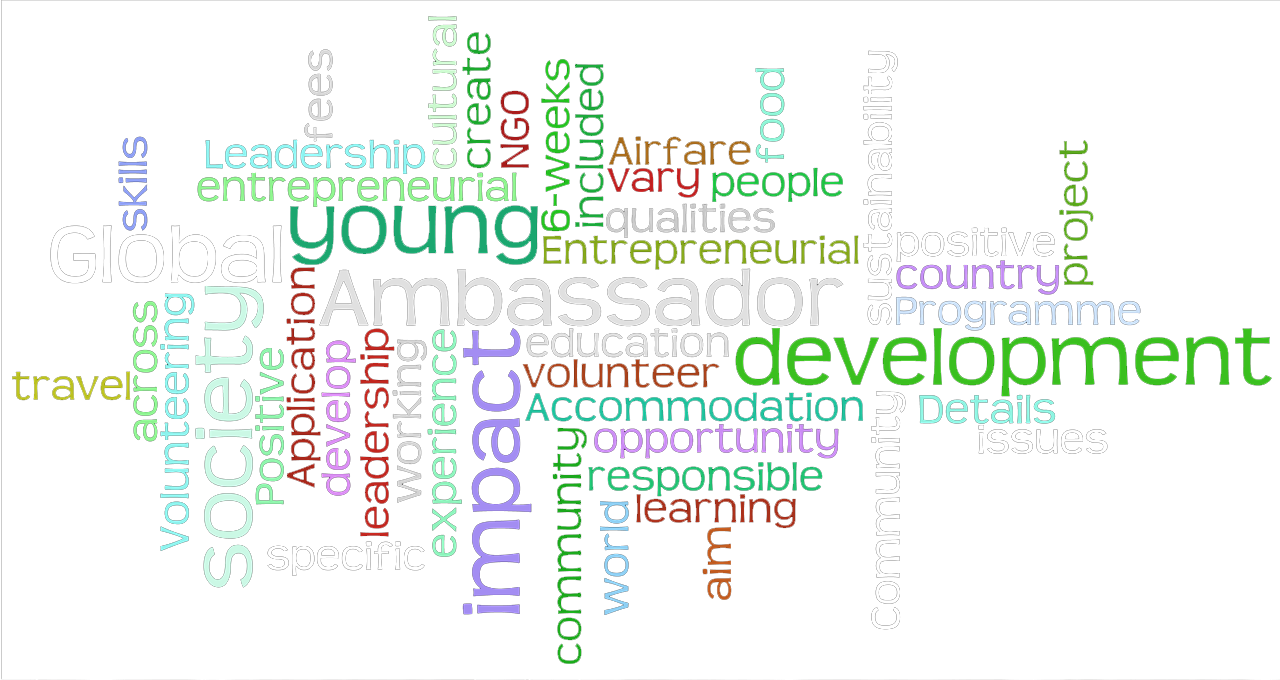 fees
cultural
create
NGO
6-weeks
included
food
sustainability
skills
Leadership
Airfare
project
entrepreneurial
vary
people
young
qualities
Global
Entrepreneurial
positive
country
Ambassador
Programme
across
Volunteering
society
Application
education
development
travel
Positive
develop
leadership
working
experience
impact
volunteer
Accommodation
community
Details
opportunity
issues
community
responsible
learning
specific
world
aim